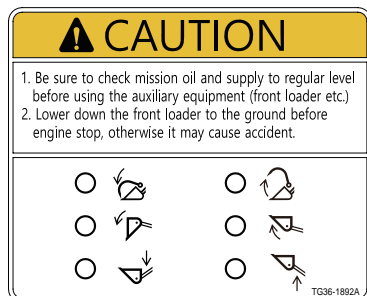 CAUTION
1. Be sure to check mission oil and supply to regular level
before using the auxiliary equipment (front loader etc.)
2. Lower down the front loader to the ground before
engine stop, otherwise it may cause accident.
TG36-1892A